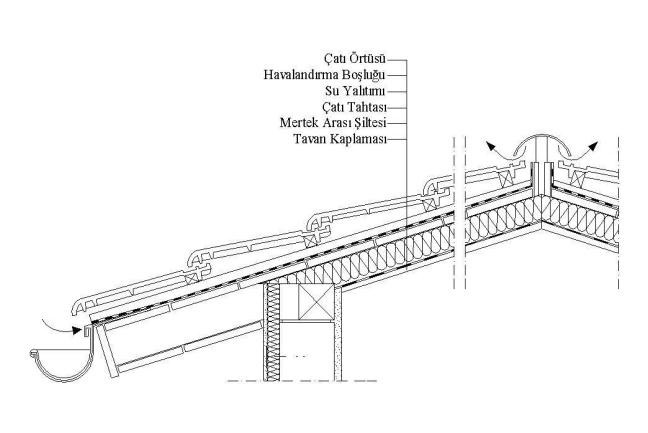 Çatı Örtüsü
Havalandırma Boşluğu
Su Yalıtımı
Çatı Tahtası
Mertek Arası Şiltesi
Tavan Kaplaması